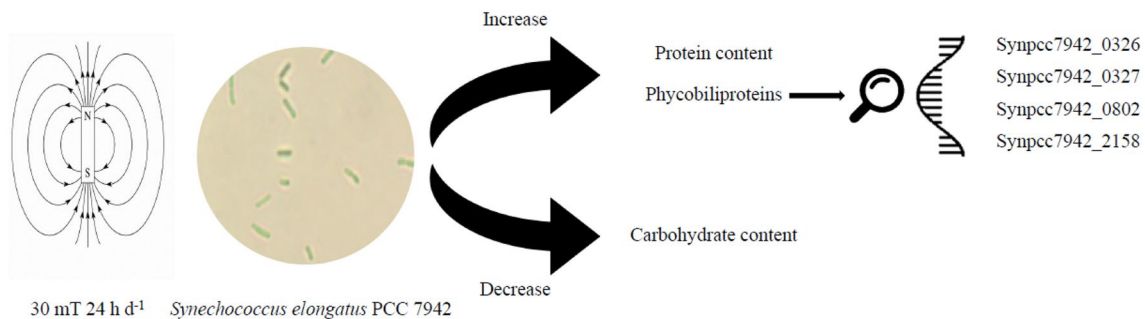 Increase
N
S
Protein content
Phycobiliproteins
Synpcc7942_0326
Synpcc7942_0327
Synpcc7942_0802
Synpcc7942_2158
Carbohydrate content
Decrease
30 mT 24 h d⁻¹
Synechococcus elongatus PCC 7942